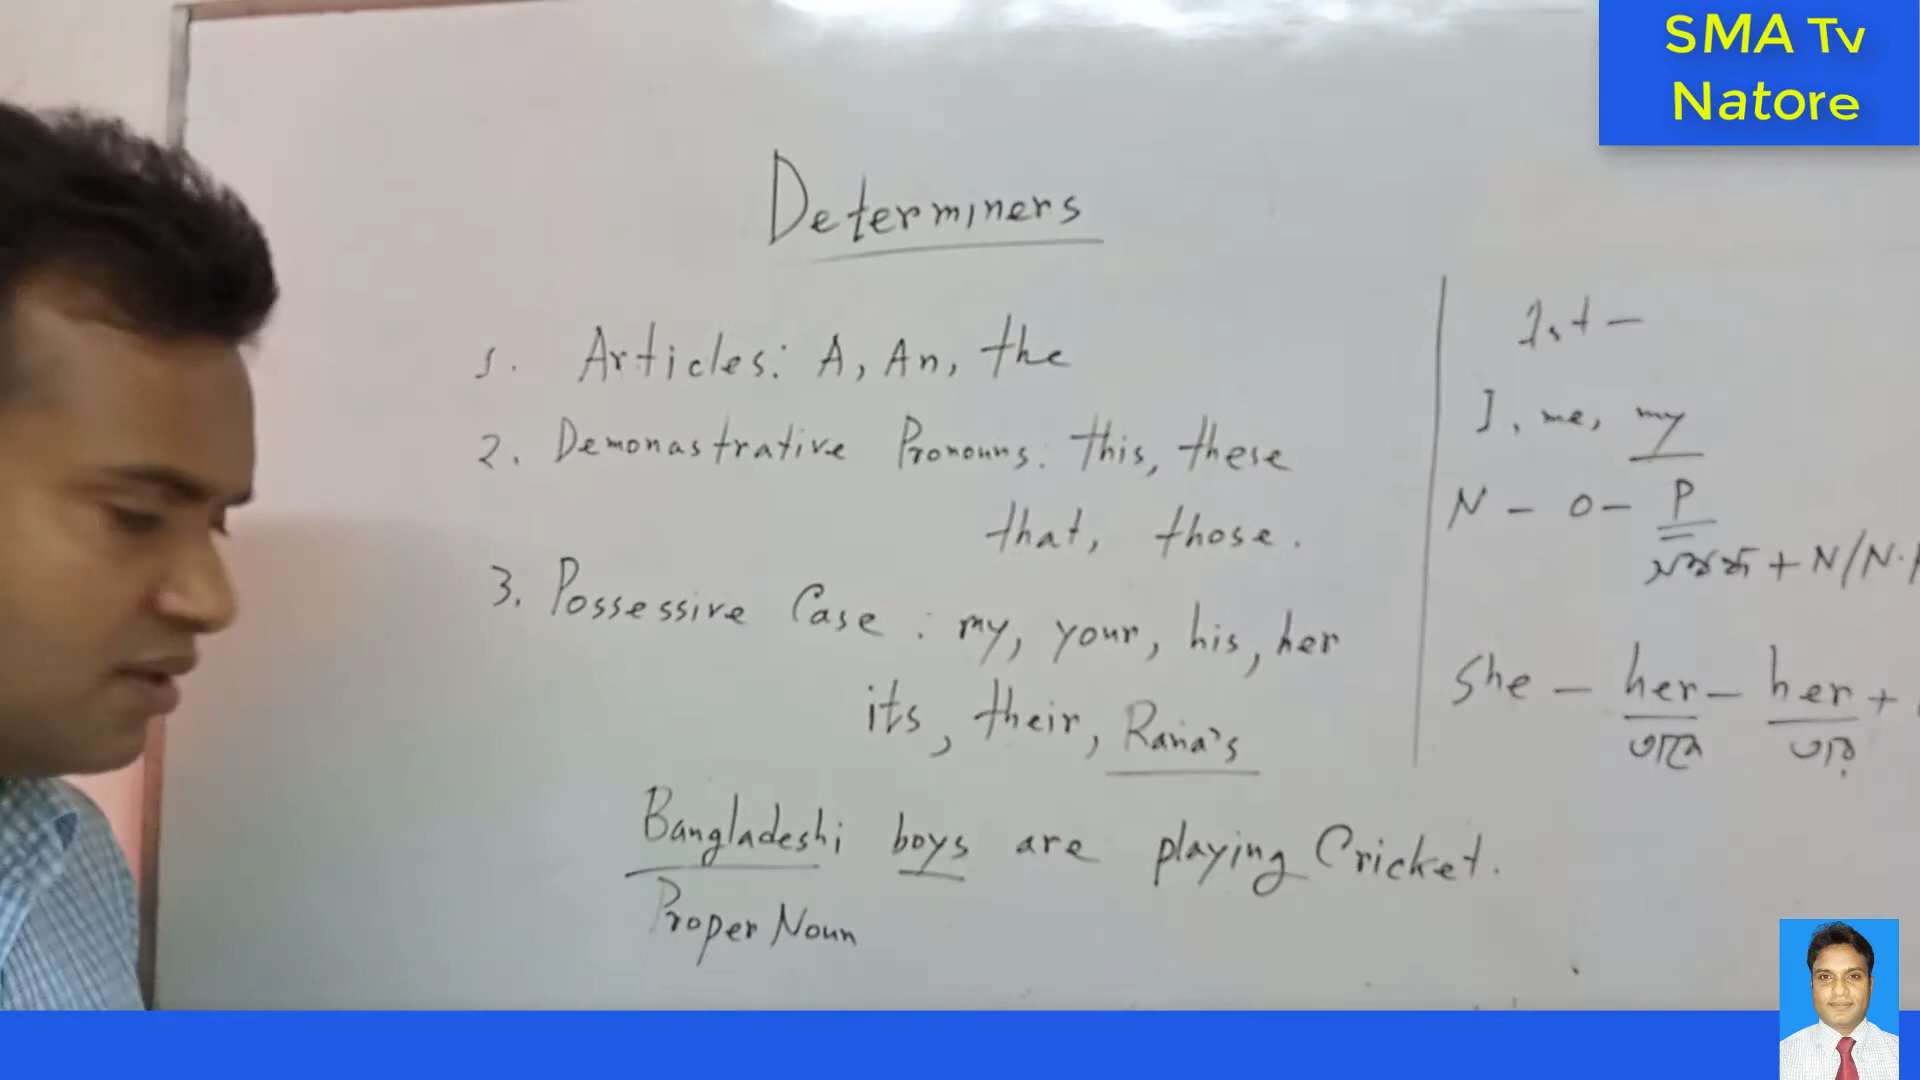 SMA Tv
Natore
Determiners
1. Articles: A, An, the
2. Demonastrative Pronouns: this, these
that, those.
3. Possessive Case : my, your, his, her
its, their, Rana's
Bangladeshi boys are playing Cricket.
Proper Noun
1st –
I, me, my
N – O – P
+ N/N.
She – her – her +
তাকে তার